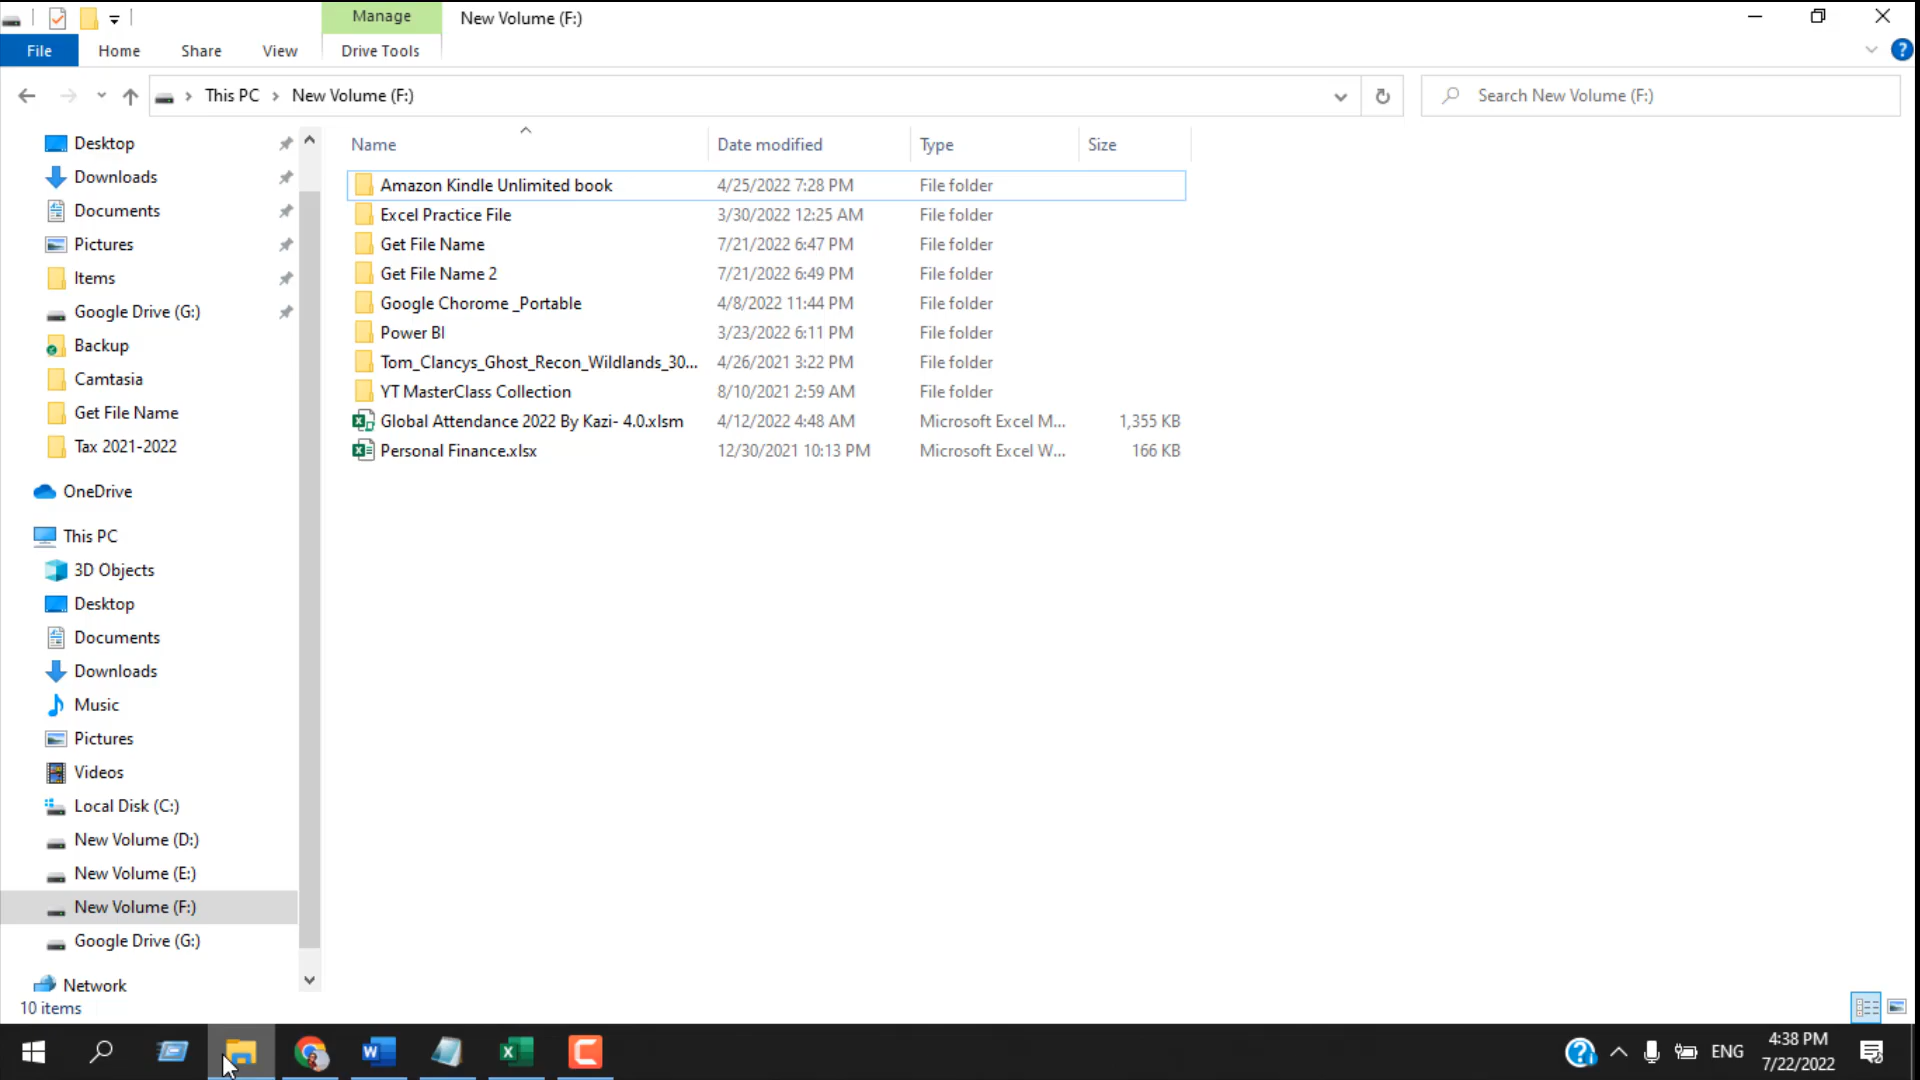 Manage
New Volume (F:)
File
Home
Share
View
Drive Tools
This PC
New Volume (F:)
Search New Volume (F:)
Name
Date modified
Type
Size
Desktop
Downloads
Documents
Pictures
Items
Google Drive (G:)
Backup
Camtasia
Get File Name
Tax 2021-2022
OneDrive
This PC
3D Objects
Desktop
Documents
Downloads
Music
Pictures
Videos
Local Disk (C:)
New Volume (D:)
New Volume (E:)
New Volume (F:)
Google Drive (G:)
Network
Amazon Kindle Unlimited book 4/25/2022 7:28 PM File folder
Excel Practice File 3/30/2022 12:25 AM File folder
Get File Name 7/21/2022 6:47 PM File folder
Get File Name 2 7/21/2022 6:49 PM File folder
Google Chorome _Portable 4/8/2022 11:44 PM File folder
Power BI 3/23/2022 6:11 PM File folder
Tom_Clancys_Ghost_Recon_Wildlands_30... 4/26/2021 3:22 PM File folder
YT MasterClass Collection 8/10/2021 2:59 AM File folder
Global Attendance 2022 By Kazi- 4.0.xlsm 4/12/2022 4:48 AM Microsoft Excel M... 1,355 KB
Personal Finance.xlsx 12/30/2021 10:13 PM Microsoft Excel W... 166 KB
10 items
ENG
4:38 PM
7/22/2022